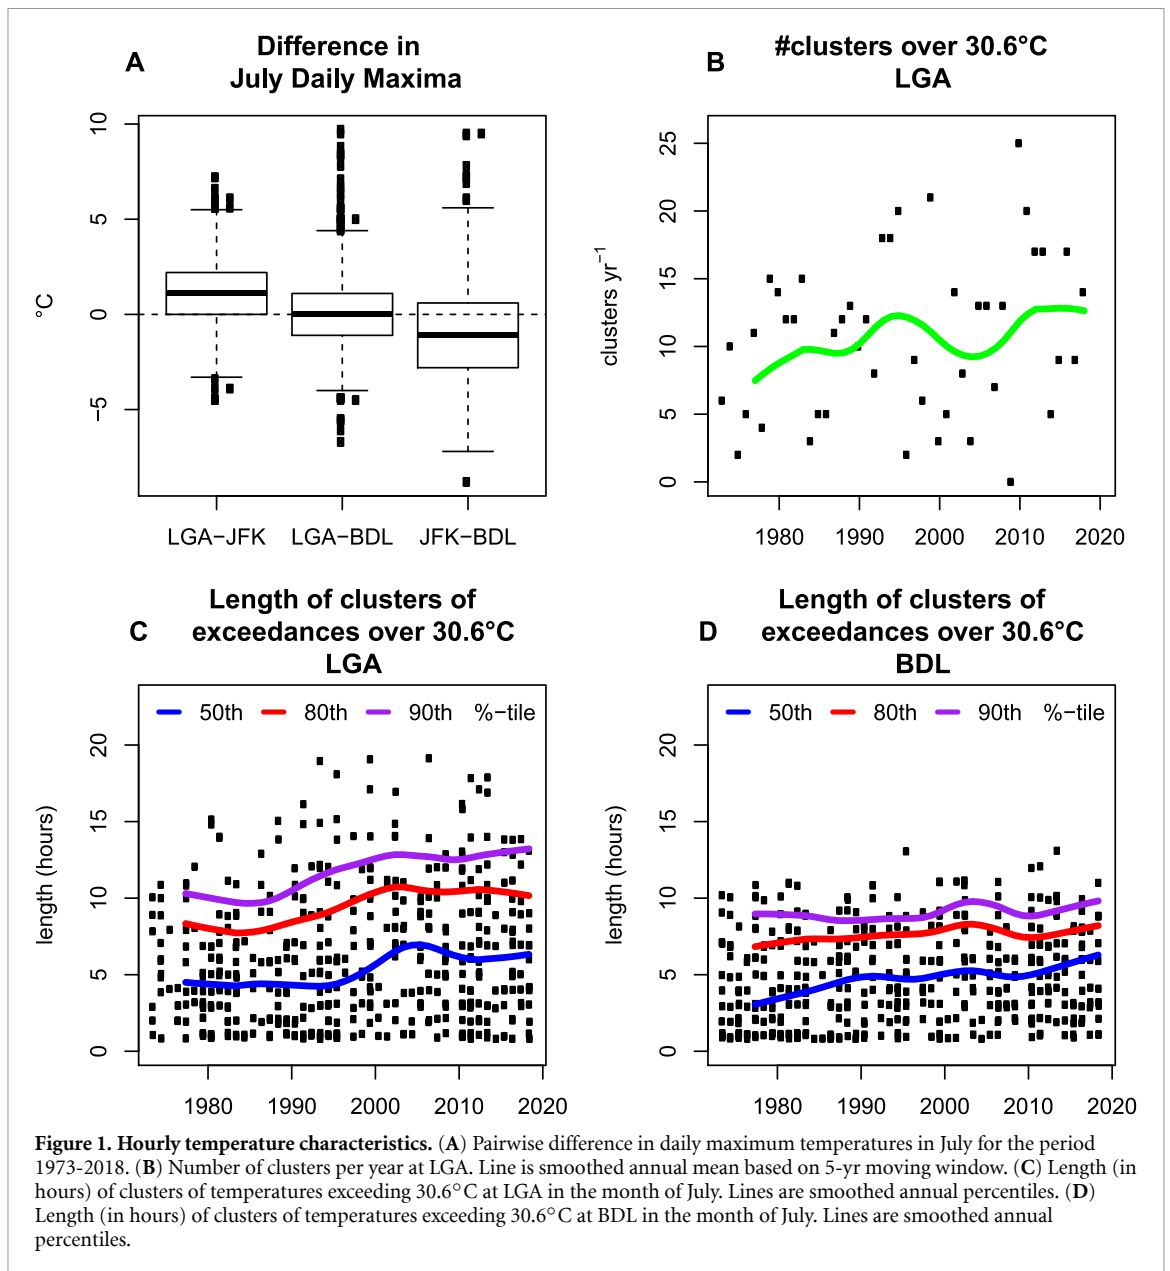 A
Difference in
July Daily Maxima
°C
10
5
0
−5
LGA−JFK LGA−BDL JFK−BDL
B
#clusters over 30.6°C
LGA
clusters yr−1
25
20
15
10
5
0
1980 1990 2000 2010 2020
C
Length of clusters of
exceedances over 30.6°C
LGA
50th 80th 90th %−tile
length (hours)
20
15
10
5
0
1980 1990 2000 2010 2020
D
Length of clusters of
exceedances over 30.6°C
BDL
50th 80th 90th %−tile
length (hours)
20
15
10
5
0
1980 1990 2000 2010 2020
Figure 1. Hourly temperature characteristics. (A) Pairwise difference in daily maximum temperatures in July for the period
1973-2018. (B) Number of clusters per year at LGA. Line is smoothed annual mean based on 5-yr moving window. (C) Length (in
hours) of clusters of temperatures exceeding 30.6°C at LGA in the month of July. Lines are smoothed annual percentiles. (D)
Length (in hours) of clusters of temperatures exceeding 30.6°C at BDL in the month of July. Lines are smoothed annual
percentiles.